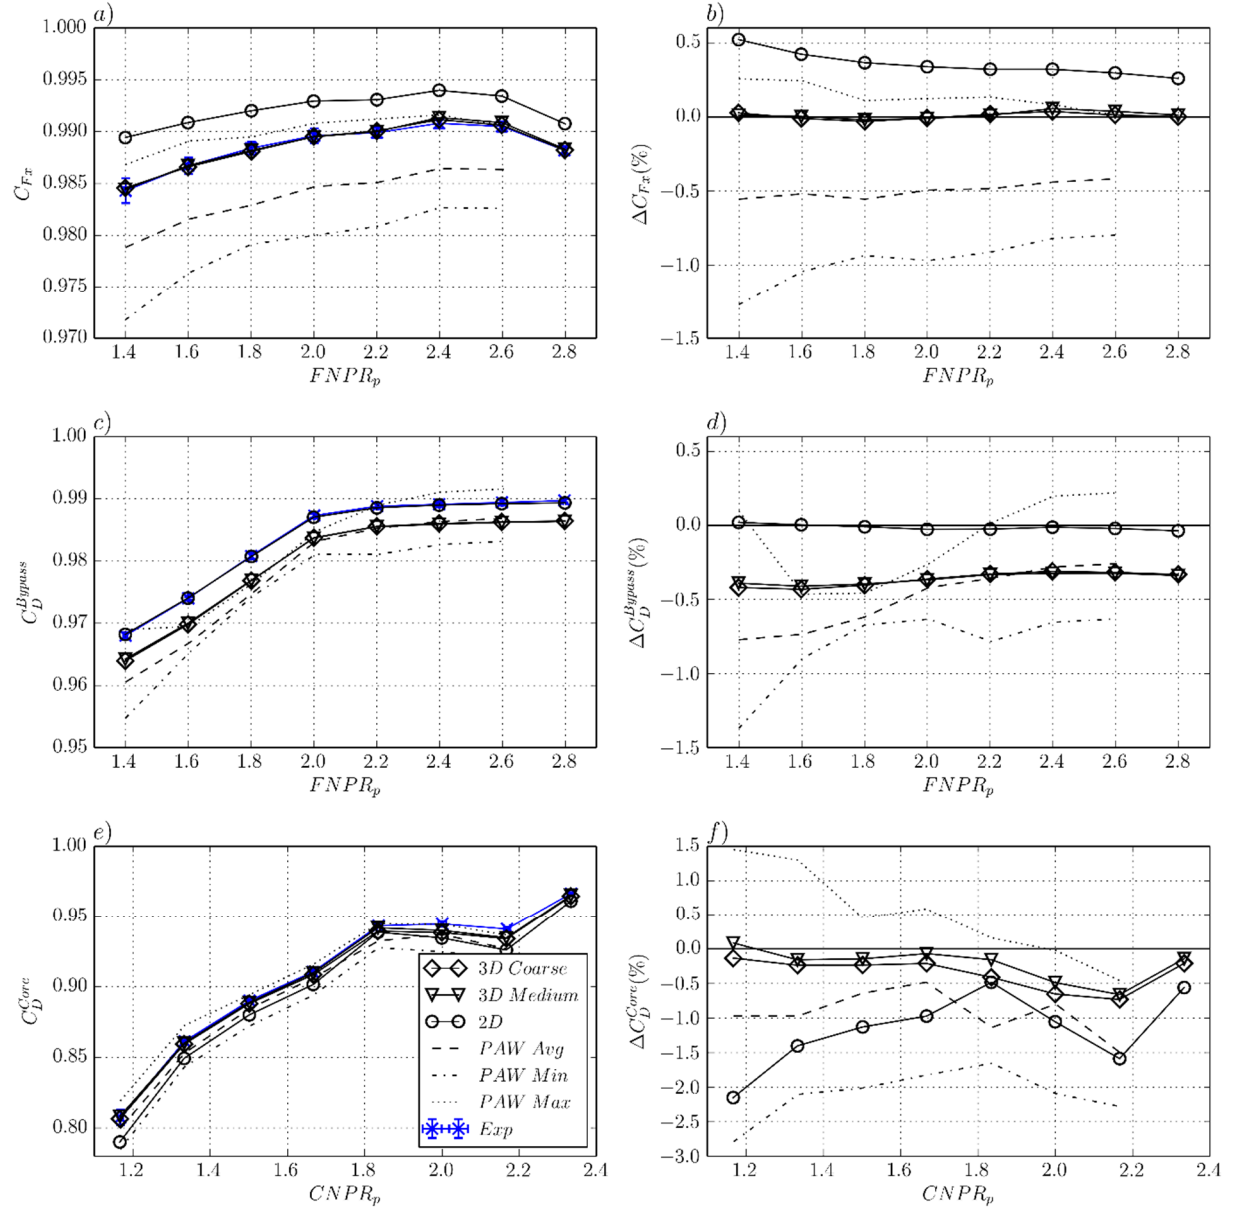 a)
1.000
0.995
0.990
0.985
0.980
0.975
0.970
C_{Fx}
1.4 1.6 1.8 2.0 2.2 2.4 2.6 2.8
FNPR_p
b)
0.5
0.0
−0.5
−1.0
−1.5
ΔC_{Fx}(%)
1.4 1.6 1.8 2.0 2.2 2.4 2.6 2.8
FNPR_p
c)
1.00
0.99
0.98
0.97
0.96
0.95
C_D^{Bypass}
1.4 1.6 1.8 2.0 2.2 2.4 2.6 2.8
FNPR_p
d)
0.5
0.0
−0.5
−1.0
−1.5
ΔC_D^{Bypass}(%)
1.4 1.6 1.8 2.0 2.2 2.4 2.6 2.8
FNPR_p
e)
1.00
0.95
0.90
0.85
0.80
C_D^{Core}
1.2 1.4 1.6 1.8 2.0 2.2 2.4
CNPR_p
3D Coarse
3D Medium
2D
PAW Avg
PAW Min
PAW Max
Exp
f)
1.5
1.0
0.5
0.0
−0.5
−1.0
−1.5
−2.0
−2.5
−3.0
ΔC_D^{Core}(%)
1.2 1.4 1.6 1.8 2.0 2.2 2.4
CNPR_p